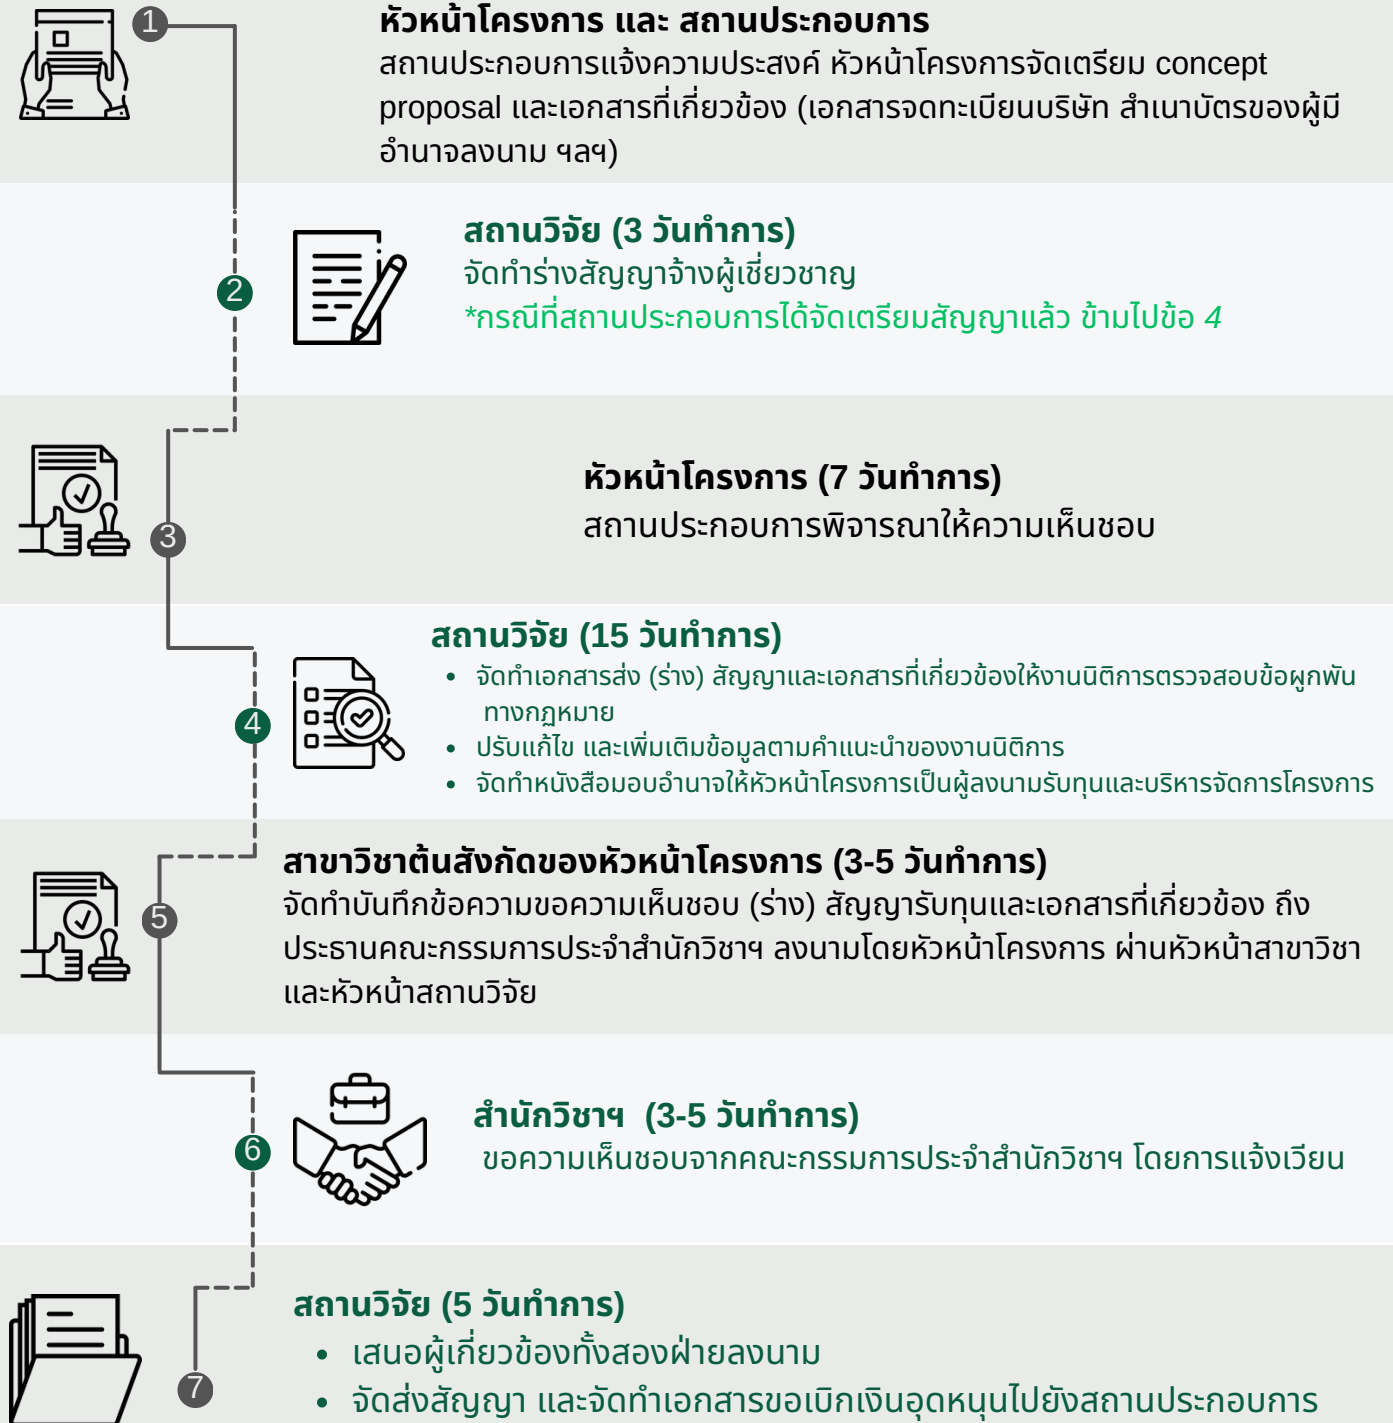 1
หัวหน้าโครงการ และ สถานประกอบการ
สถานประกอบการแจ้งความประสงค์ หัวหน้าโครงการจัดเตรียม concept
proposal และเอกสารที่เกี่ยวข้อง (เอกสารจดทะเบียนบริษัท สำเนาบัตรของผู้มี
อำนาจลงนาม ฯลฯ)
2
สถานวิจัย (3 วันทำการ)
จัดทำร่างสัญญาจ้างผู้เชี่ยวชาญ
*กรณีที่สถานประกอบการได้จัดเตรียมสัญญาแล้ว ข้ามไปข้อ 4
3
หัวหน้าโครงการ (7 วันทำการ)
สถานประกอบการพิจารณาให้ความเห็นชอบ
4
สถานวิจัย (15 วันทำการ)
• จัดทำเอกสารส่ง (ร่าง) สัญญาและเอกสารที่เกี่ยวข้องให้งานนิติการตรวจสอบข้อผูกพัน
ทางกฎหมาย
• ปรับแก้ไข และเพิ่มเติมข้อมูลตามคำแนะนำของงานนิติการ
• จัดทำหนังสือมอบอำนาจให้หัวหน้าโครงการเป็นผู้ลงนามรับทุนและบริหารจัดการโครงการ
5
สาขาวิชาต้นสังกัดของหัวหน้าโครงการ (3-5 วันทำการ)
จัดทำบันทึกข้อความขอความเห็นชอบ (ร่าง) สัญญารับทุนและเอกสารที่เกี่ยวข้อง ถึง
ประธานคณะกรรมการประจำสำนักวิชาฯ ลงนามโดยหัวหน้าโครงการ ผ่านหัวหน้าสาขาวิชา
และหัวหน้าสถานวิจัย
6
สำนักวิชาฯ (3-5 วันทำการ)
ขอความเห็นชอบจากคณะกรรมการประจำสำนักวิชาฯ โดยการแจ้งเวียน
7
สถานวิจัย (5 วันทำการ)
• เสนอผู้เกี่ยวข้องทั้งสองฝ่ายลงนาม
• จัดส่งสัญญา และจัดทำเอกสารขอเบิกเงินอุดหนุนไปยังสถานประกอบการ